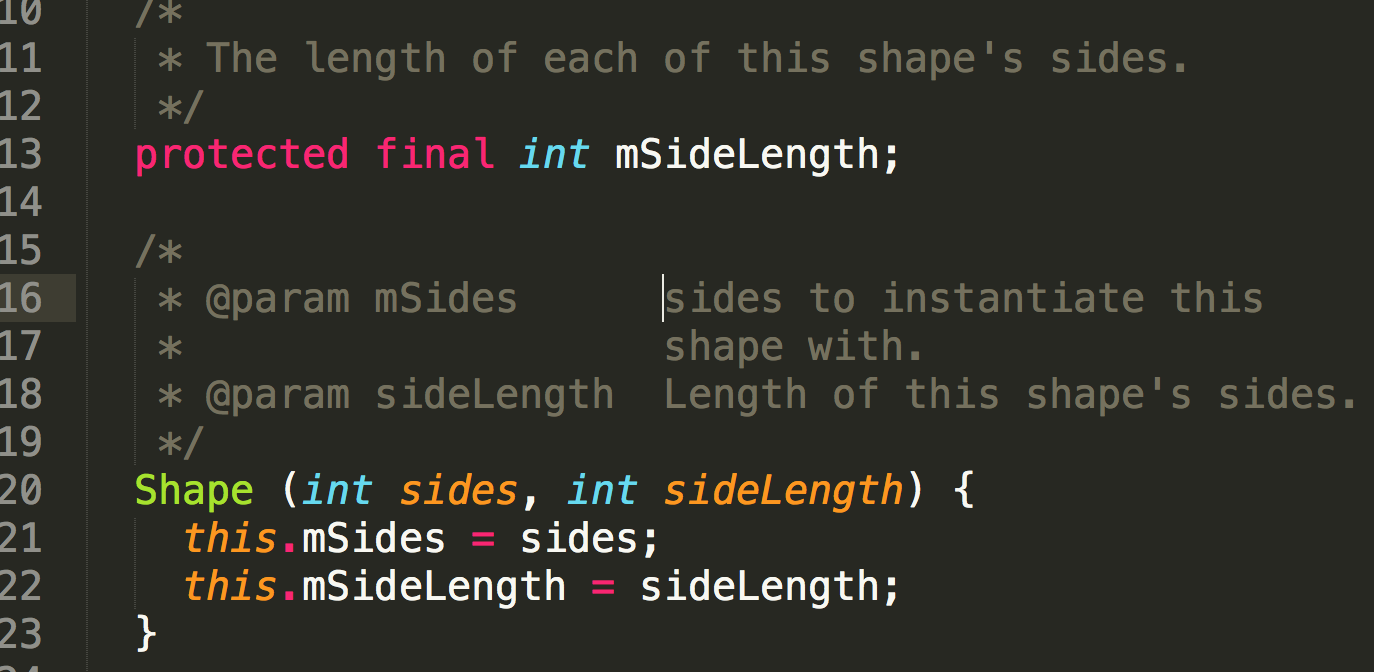 10 /*
11 * The length of each of this shape's sides.
12 */
13 protected final int mSideLength;
14
15 /*
16 * @param mSides sides to instantiate this
17 * shape with.
18 * @param sideLength Length of this shape's sides.
19 */
20 Shape (int sides, int sideLength) {
21 this.mSides = sides;
22 this.mSideLength = sideLength;
23 }